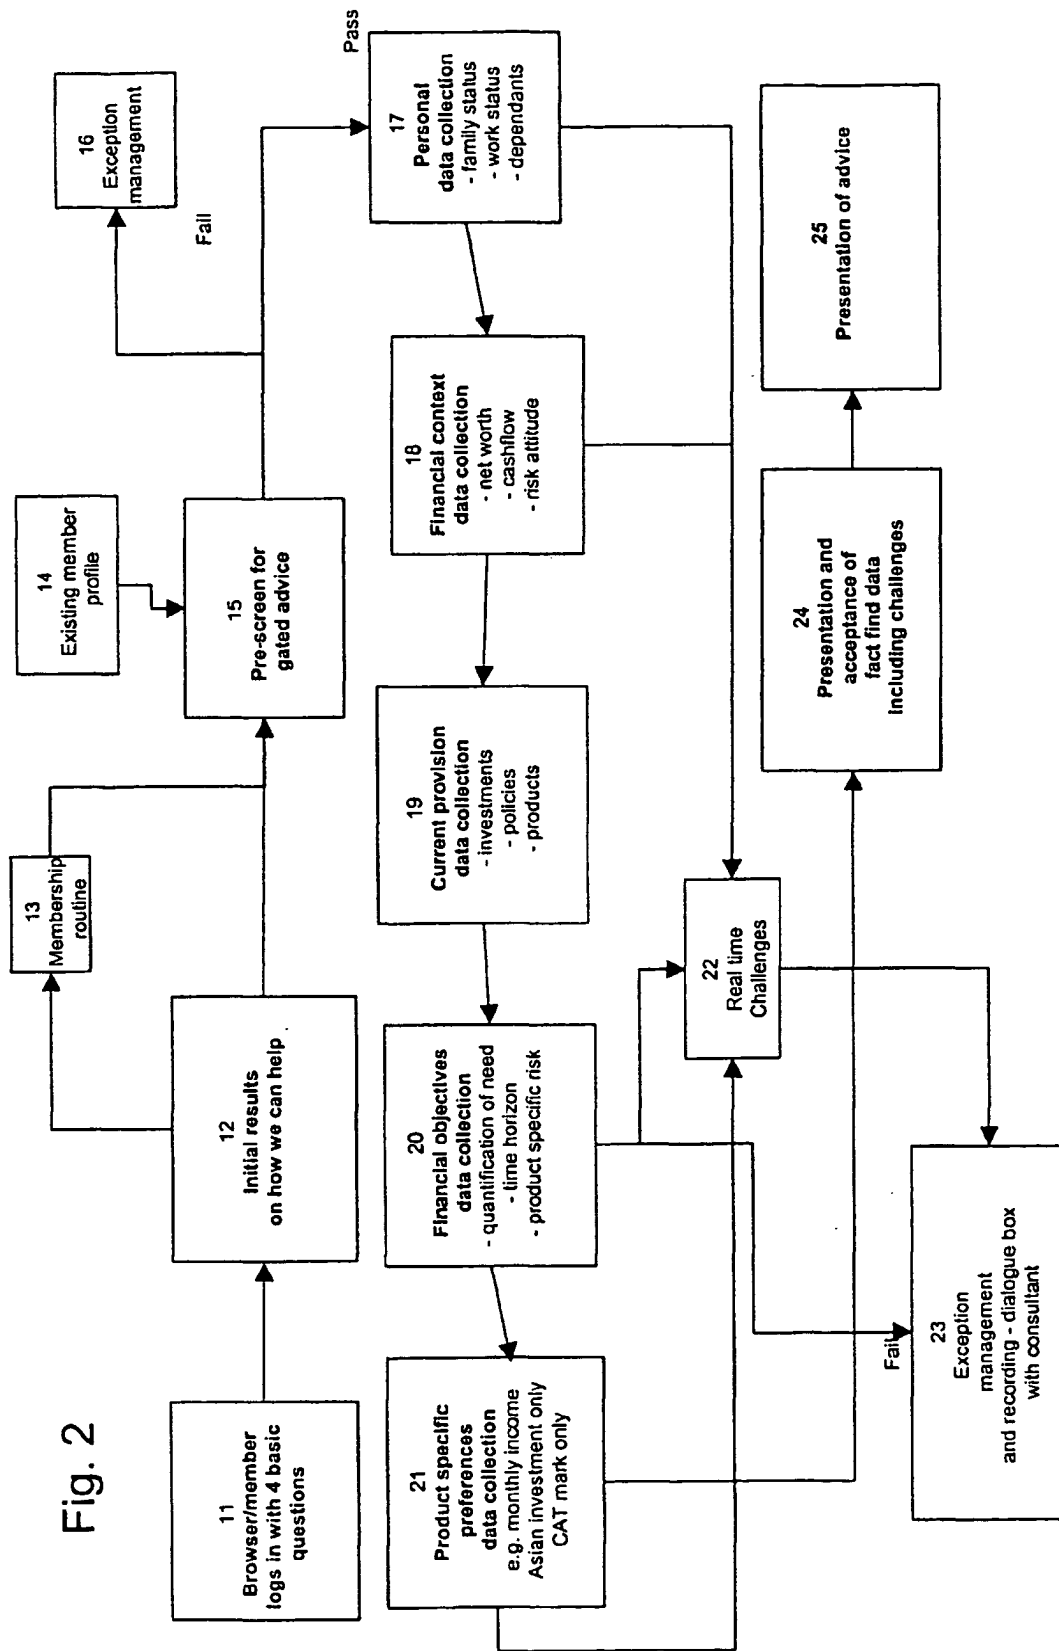 Fig. 2
11
Browser/member
logs in with 4 basic
questions
12
Initial results
on how we can help
13
Membership
routine
14
Existing member
profile
15
Pre-screen for
gated advice
16
Exception
management
Fail
Pass
17
Personal
data collection
- family status
- work status
- dependants
18
Financial context
data collection
- net worth
- cashflow
- risk attitude
19
Current provision
data collection
- investments
- policies
- products
20
Financial objectives
data collection
- quantification of need
- time horizon
- product specific risk
21
Product specific
preferences
data collection
e.g. monthly income
Asian investment only
CAT mark only
22
Real time
Challenges
Fail
23
Exception
management
and recording - dialogue box
with consultant
24
Presentation and
acceptance of
fact find data
including challenges
25
Presentation of advice